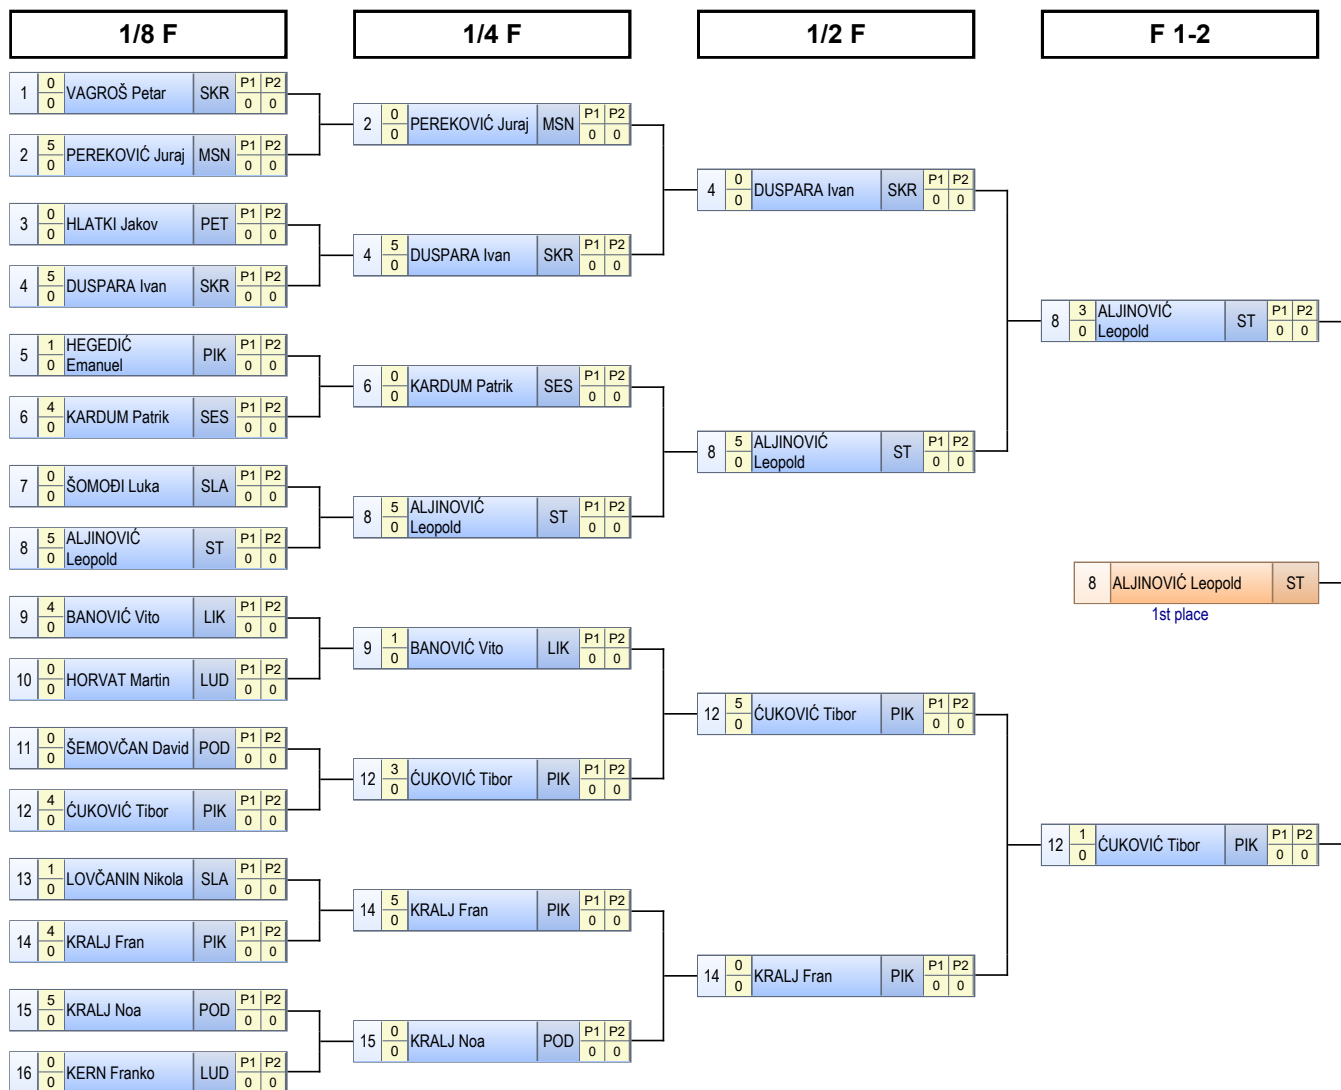 1/8 F
1/4 F
1/2 F
F 1-2
1 0 0 VAGROŠ Petar SKR P1 P2 0 0
2 5 0 PEREKOVIĆ Juraj MSN P1 P2 0 0
3 0 0 HLATKI Jakov PET P1 P2 0 0
4 5 0 DUSPARA Ivan SKR P1 P2 0 0
5 1 0 HEGEDIĆ
Emanuel PIK P1 P2 0 0
6 4 0 KARDUM Patrik SES P1 P2 0 0
7 0 0 ŠOMOĐI Luka SLA P1 P2 0 0
8 5 0 ALJINOVIĆ
Leopold ST P1 P2 0 0
9 4 0 BANOVIĆ Vito LIK P1 P2 0 0
10 0 0 HORVAT Martin LUD P1 P2 0 0
11 0 0 ŠEMOVČAN David POD P1 P2 0 0
12 4 0 ĆUKOVIĆ Tibor PIK P1 P2 0 0
13 1 0 LOVČANIN Nikola SLA P1 P2 0 0
14 4 0 KRALJ Fran PIK P1 P2 0 0
15 5 0 KRALJ Noa POD P1 P2 0 0
16 0 0 KERN Franko LUD P1 P2 0 0
2 0 0 PEREKOVIĆ Juraj MSN P1 P2 0 0
4 5 0 DUSPARA Ivan SKR P1 P2 0 0
6 0 0 KARDUM Patrik SES P1 P2 0 0
8 5 0 ALJINOVIĆ
Leopold ST P1 P2 0 0
9 1 0 BANOVIĆ Vito LIK P1 P2 0 0
12 3 0 ĆUKOVIĆ Tibor PIK P1 P2 0 0
14 5 0 KRALJ Fran PIK P1 P2 0 0
15 0 0 KRALJ Noa POD P1 P2 0 0
4 0 0 DUSPARA Ivan SKR P1 P2 0 0
8 5 0 ALJINOVIĆ
Leopold ST P1 P2 0 0
12 5 0 ĆUKOVIĆ Tibor PIK P1 P2 0 0
14 0 0 KRALJ Fran PIK P1 P2 0 0
8 3 0 ALJINOVIĆ
Leopold ST P1 P2 0 0
8 ALJINOVIĆ Leopold ST
1st place
12 1 0 ĆUKOVIĆ Tibor PIK P1 P2 0 0